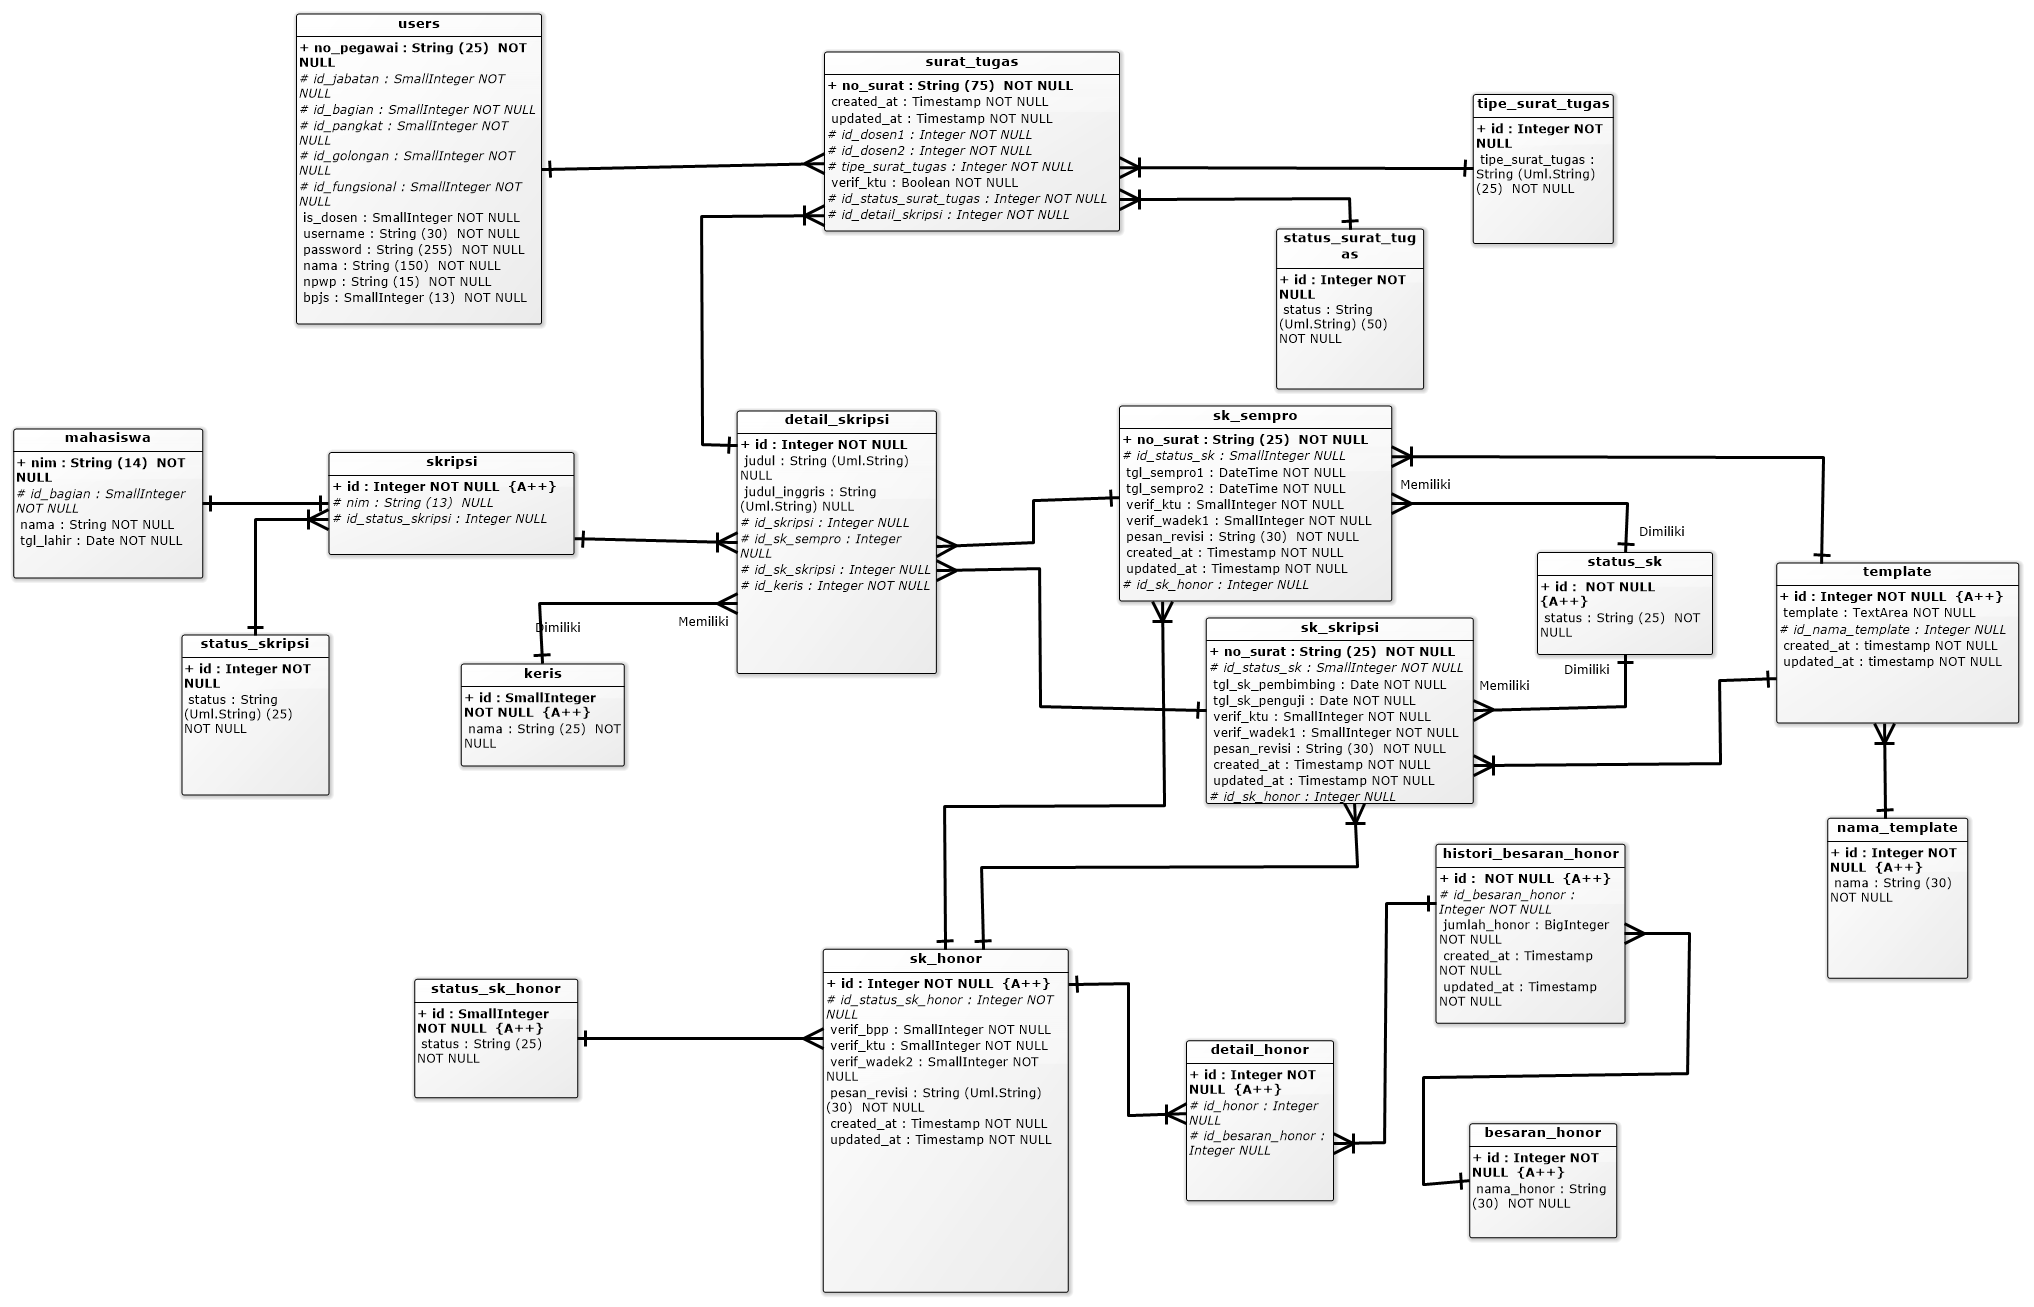 users
+ no_pegawai : String (25)  NOT
NULL
# id_jabatan : SmallInteger NOT
NULL
# id_bagian : SmallInteger NOT NULL
# id_pangkat : SmallInteger NOT
NULL
# id_golongan : SmallInteger NOT
NULL
# id_fungsional : SmallInteger NOT
NULL
is_dosen : SmallInteger NOT NULL
username : String (30)  NOT NULL
password : String (255)  NOT NULL
nama : String (150)  NOT NULL
npwp : String (15)  NOT NULL
bpjs : SmallInteger (13)  NOT NULL
surat_tugas
+ no_surat : String (75)  NOT NULL
created_at : Timestamp NOT NULL
updated_at : Timestamp NOT NULL
# id_dosen1 : Integer NOT NULL
# id_dosen2 : Integer NOT NULL
# tipe_surat_tugas : Integer NOT NULL
verif_ktu : Boolean NOT NULL
# id_status_surat_tugas : Integer NOT NULL
# id_detail_skripsi : Integer NOT NULL
tipe_surat_tugas
+ id : Integer NOT
NULL
tipe_surat_tugas :
String (Uml.String)
(25)  NOT NULL
status_surat_tug
as
+ id : Integer NOT
NULL
status : String
(Uml.String) (50)
NOT NULL
mahasiswa
+ nim : String (14)  NOT
NULL
# id_bagian : SmallInteger
NOT NULL
nama : String NOT NULL
tgl_lahir : Date NOT NULL
skripsi
+ id : Integer NOT NULL  {A++}
# nim : String (13)  NULL
# id_status_skripsi : Integer NULL
detail_skripsi
+ id : Integer NOT NULL
judul : String (Uml.String)
NULL
judul_inggris : String
(Uml.String) NULL
# id_skripsi : Integer NULL
# id_sk_sempro : Integer
NULL
# id_sk_skripsi : Integer NULL
# id_keris : Integer NOT NULL
sk_sempro
+ no_surat : String (25)  NOT NULL
# id_status_sk : SmallInteger NULL
tgl_sempro1 : DateTime NOT NULL
tgl_sempro2 : DateTime NOT NULL
verif_ktu : SmallInteger NOT NULL
verif_wadek1 : SmallInteger NOT NULL
pesan_revisi : String (30)  NOT NULL
created_at : Timestamp NOT NULL
updated_at : Timestamp NOT NULL
# id_sk_honor : Integer NULL
Memiliki
Dimiliki
status_sk
+ id :  NOT NULL
{A++}
status : String (25)  NOT
NULL
Dimiliki
Memiliki
template
+ id : Integer NOT NULL  {A++}
template : TextArea NOT NULL
# id_nama_template : Integer NULL
created_at : timestamp NOT NULL
updated_at : timestamp NOT NULL
status_skripsi
+ id : Integer NOT
NULL
status : String
(Uml.String) (25)
NOT NULL
Dimiliki
Memiliki
keris
+ id : SmallInteger
NOT NULL  {A++}
nama : String (25)  NOT
NULL
sk_skripsi
+ no_surat : String (25)  NOT NULL
# id_status_sk : SmallInteger NOT NULL
tgl_sk_pembimbing : Date NOT NULL
tgl_sk_penguji : Date NOT NULL
verif_ktu : SmallInteger NOT NULL
verif_wadek1 : SmallInteger NOT NULL
pesan_revisi : String (30)  NOT NULL
created_at : Timestamp NOT NULL
updated_at : Timestamp NOT NULL
# id_sk_honor : Integer NULL
nama_template
+ id : Integer NOT
NULL  {A++}
nama : String (30)
NOT NULL
histori_besaran_honor
+ id :  NOT NULL  {A++}
# id_besaran_honor :
Integer NOT NULL
jumlah_honor : BigInteger
NOT NULL
created_at : Timestamp
NOT NULL
updated_at : Timestamp
NOT NULL
status_sk_honor
+ id : SmallInteger
NOT NULL  {A++}
status : String (25)
NOT NULL
sk_honor
+ id : Integer NOT NULL  {A++}
# id_status_sk_honor : Integer NOT
NULL
verif_bpp : SmallInteger NOT NULL
verif_ktu : SmallInteger NOT NULL
verif_wadek2 : SmallInteger NOT
NULL
pesan_revisi : String (Uml.String)
(30)  NOT NULL
created_at : Timestamp NOT NULL
updated_at : Timestamp NOT NULL
detail_honor
+ id : Integer NOT
NULL  {A++}
# id_honor : Integer
NULL
# id_besaran_honor :
Integer NULL
besaran_honor
+ id : Integer NOT
NULL  {A++}
nama_honor : String
(30)  NOT NULL